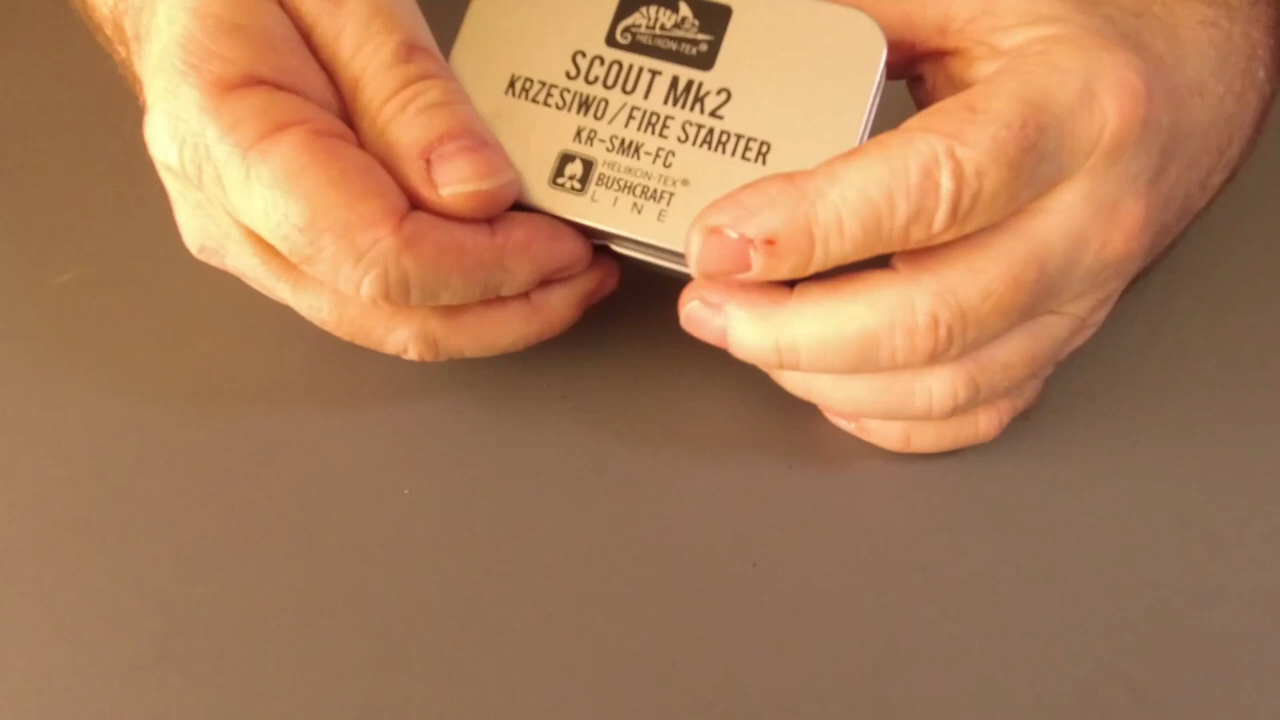 HELIKON-TEX®
SCOUT Mk2
KRZESIWO/FIRE STARTER
KR-SMK-FC
HELIKON-TEX®
BUSHCRAFT
LINE